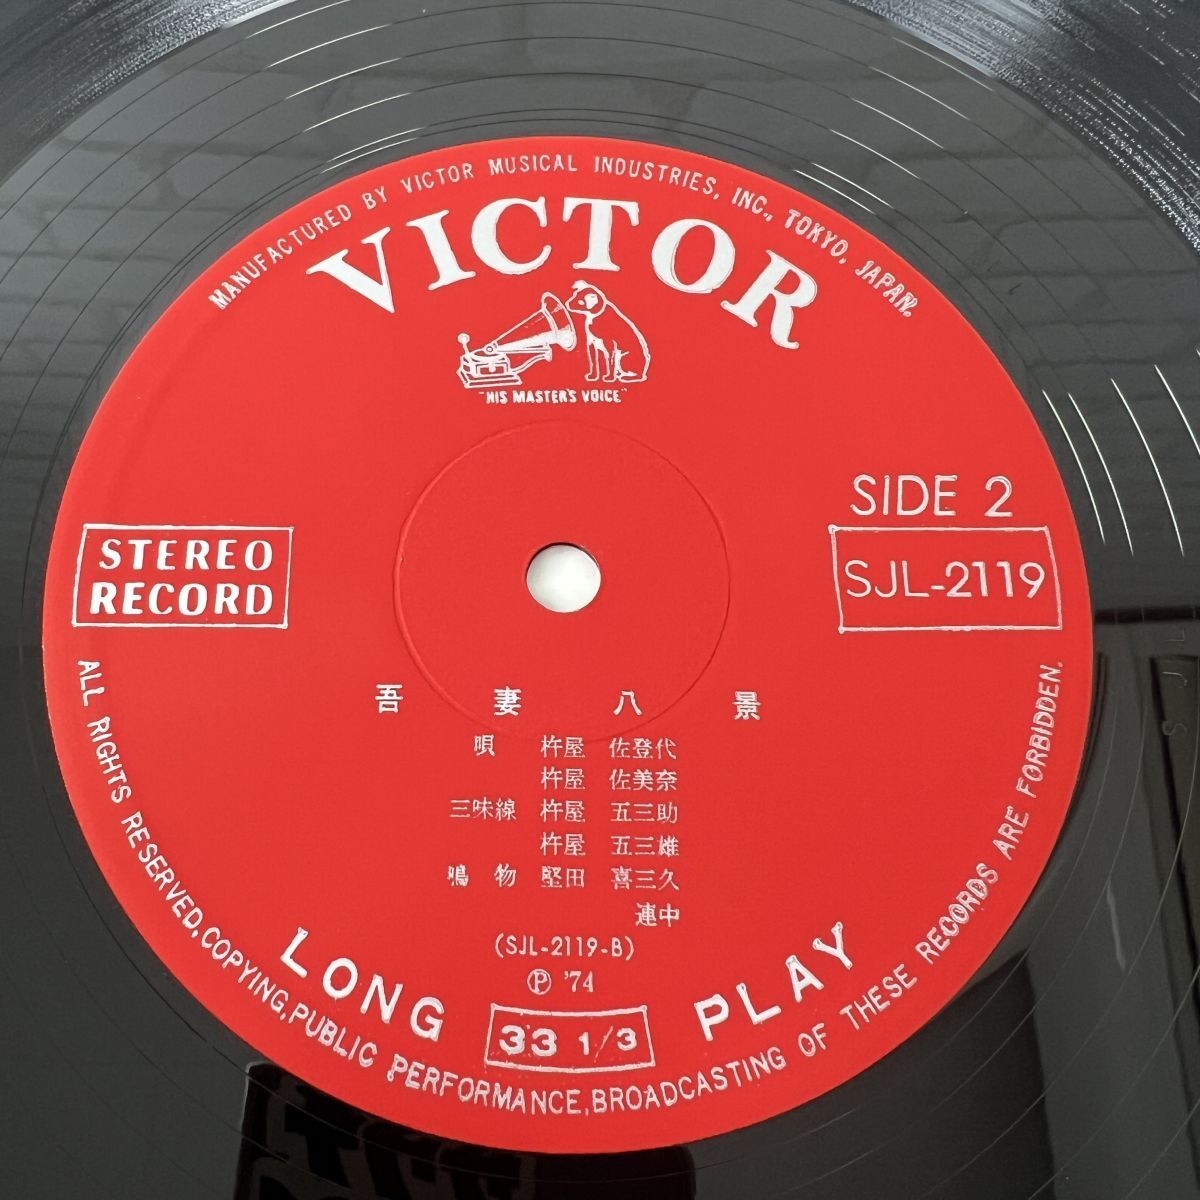 MANUFACTURED BY VICTOR MUSICAL INDUSTRIES, INC., TOKYO, JAPAN.
VICTOR
"HIS MASTER'S VOICE"
SIDE 2
STEREO
RECORD
SJL-2119
吾妻八景
唄 杵屋 佐登代
杵屋 佐美奈
三味線 杵屋 五三助
杵屋 五三雄
鳴物 堅田 喜三久
連中
(SJL-2119-B)
Ⓟ '74
LONG PLAY
33 1/3
ALL RIGHTS RESERVED, COPYING, PUBLIC PERFORMANCE, BROADCASTING OF THESE RECORDS ARE FORBIDDEN.